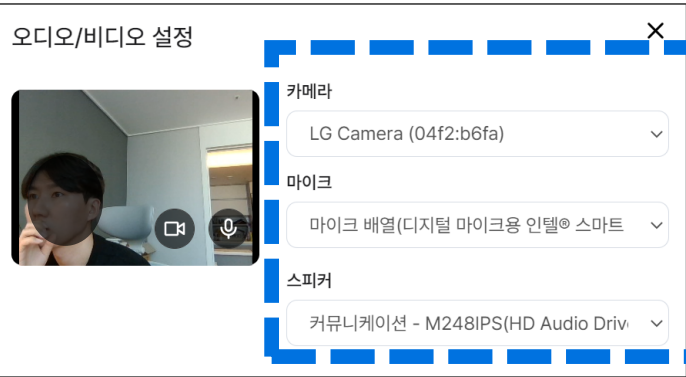 오디오/비디오 설정
카메라
LG Camera (04f2:b6fa)
마이크
마이크 배열(디지털 마이크용 인텔® 스마트
스피커
커뮤니케이션 - M248IPS(HD Audio Driv